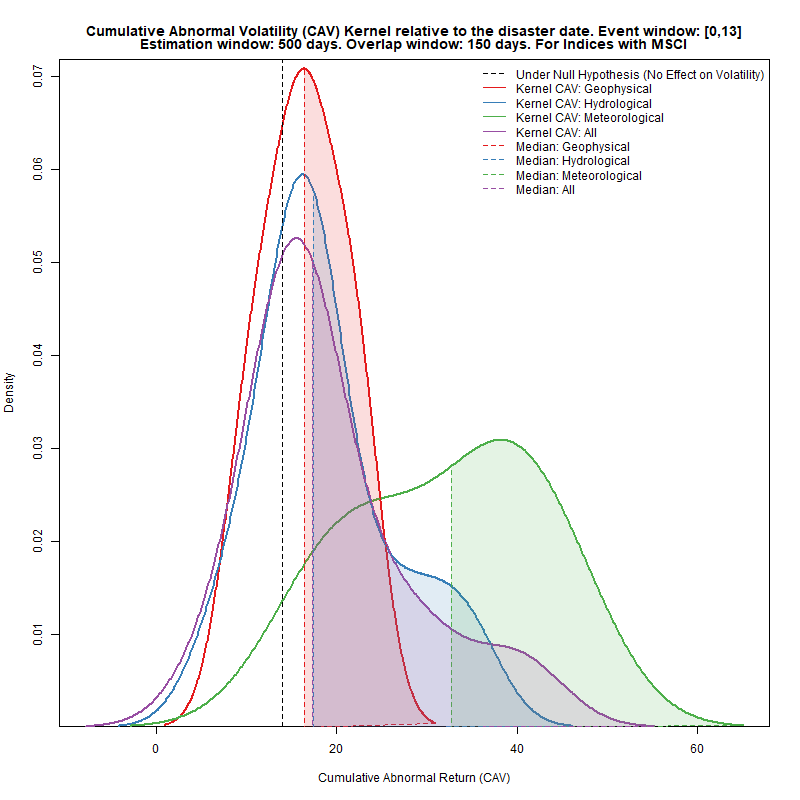 Cumulative Abnormal Volatility (CAV) Kernel relative to the disaster date. Event window: [0,13]
Estimation window: 500 days. Overlap window: 150 days. For Indices with MSCI
Under Null Hypothesis (No Effect on Volatility)
Kernel CAV: Geophysical
Kernel CAV: Hydrological
Kernel CAV: Meteorological
Kernel CAV: All
Median: Geophysical
Median: Hydrological
Median: Meteorological
Median: All
Density
0.07
0.06
0.05
0.04
0.03
0.02
0.01
0 20 40 60
Cumulative Abnormal Return (CAV)